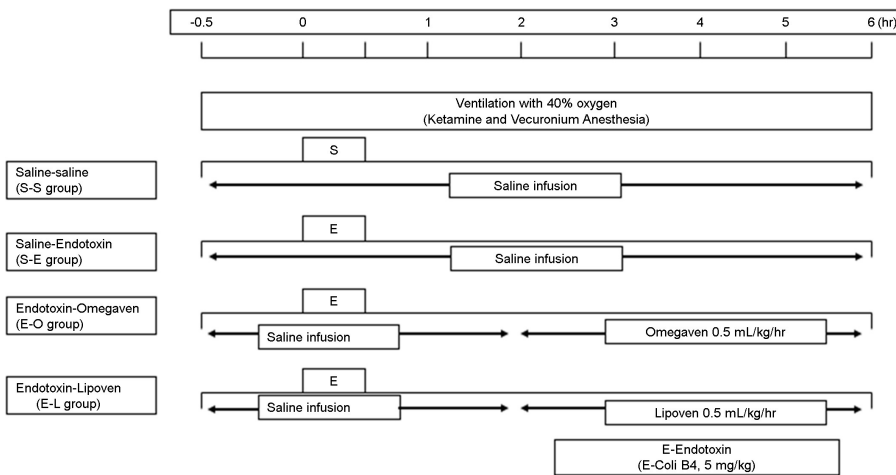 -0.5 0 1 2 3 4 5 6 (hr)
Ventilation with 40% oxygen
(Ketamine and Vecuronium Anesthesia)
S
Saline-saline
(S-S group)
Saline infusion
E
Saline-Endotoxin
(S-E group)
Saline infusion
E
Endotoxin-Omegaven
(E-O group)
Saline infusion
Omegaven 0.5 mL/kg/hr
E
Endotoxin-Lipoven
(E-L group)
Saline infusion
Lipoven 0.5 mL/kg/hr
E-Endotoxin
(E-Coli B4, 5 mg/kg)